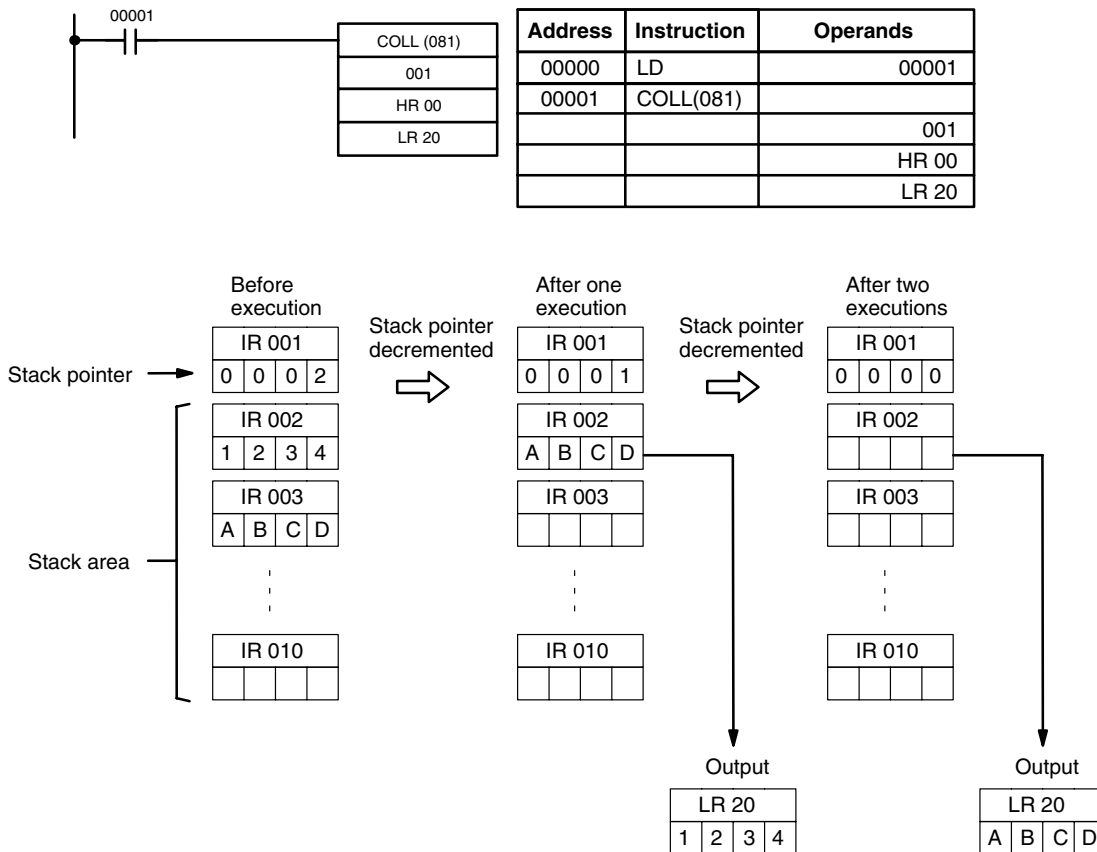 00001
COLL (081)
001
HR 00
LR 20
Address Instruction Operands
00000 LD 00001
00001 COLL(081)
001
HR 00
LR 20
Before
execution
After one
execution
After two
executions
Stack pointer
decremented
Stack pointer
decremented
IR 001
IR 001
IR 001
Stack pointer
0 0 0 2
0 0 0 1
0 0 0 0
IR 002
IR 002
IR 002
1 2 3 4
A B C D
IR 003
IR 003
IR 003
A B C D
Stack area
IR 010
IR 010
IR 010
Output
Output
LR 20
LR 20
1 2 3 4
A B C D